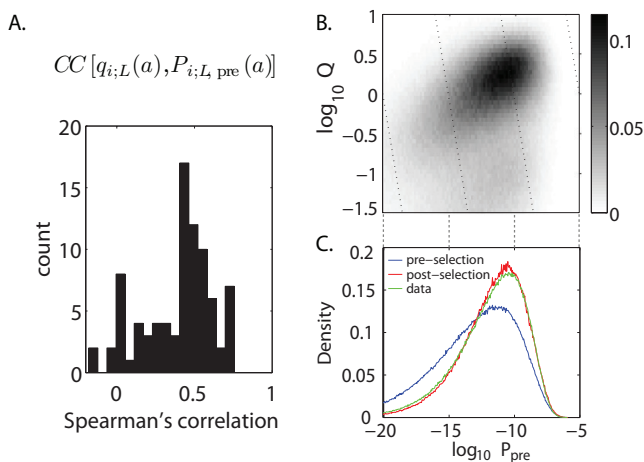 A.
CC [q_{i;L}(a), P_{i;L, pre}(a)]
20
15
10
5
0
count
0
0.5
1
Spearman's correlation
B.
1
0.5
0
−0.5
−1
−1.5
log10 Q
0.1
0.05
0
C.
0.2
0.15
0.1
0.05
0
Density
pre−selection
post−selection
data
−20
−15
−10
−5
log10 Ppre